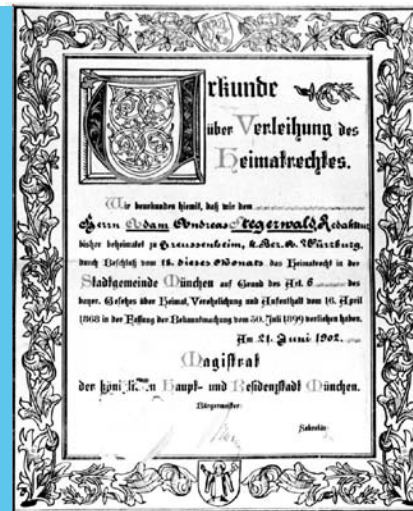 Urkunde
über Verleihung des
Heimatrechtes.
Wir beurkunden hiemit, daß wir dem
Herrn Adam Andreas Stegerwald, Redakteur
bisher beheimatet zu Greussenheim, k. Bez. A. Würzburg,
durch Beschluß vom 18. dieses Monats das Heimatrecht in der
Stadtgemeinde München auf Grund des Art. 6 des
bayer. Gesetzes über Heimat, Verehelichung und Aufenthalt vom 16. April
1868 in der Fassung der Bekanntmachung vom 30. Juli 1899 verliehen haben.
Am 21. Juni 1902.
Magistrat
der königlichen Haupt- und Residenzstadt München.
Bürgermeister:
Sekretär: